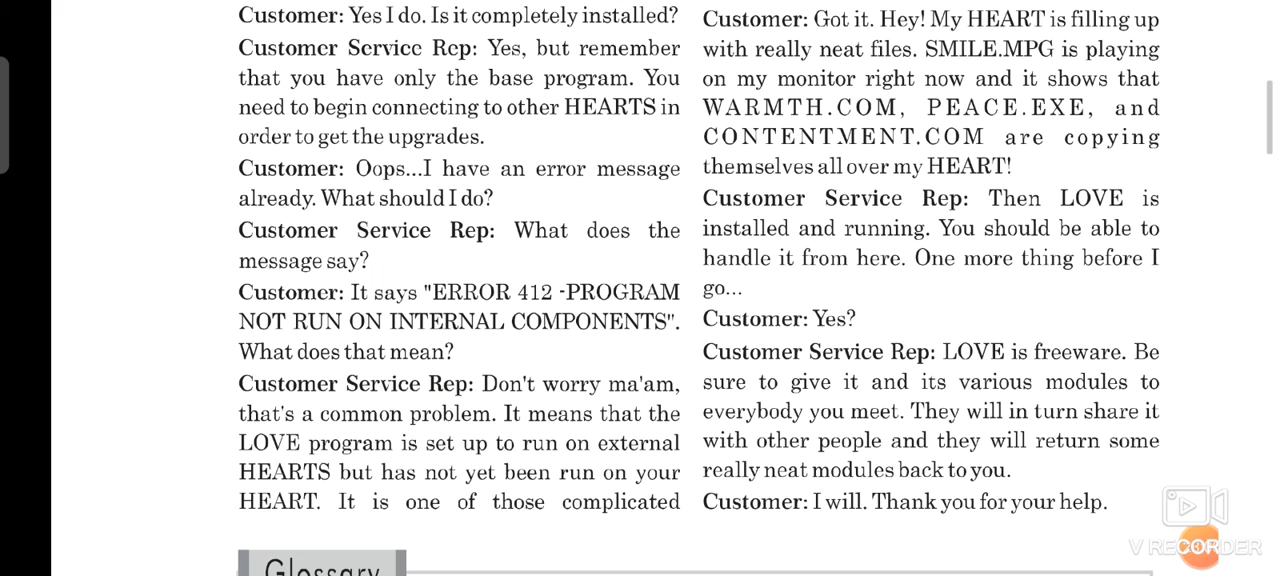 Customer: Yes I do. Is it completely installed?
Customer Service Rep: Yes, but remember
that you have only the base program. You
need to begin connecting to other HEARTS in
order to get the upgrades.
Customer: Oops...I have an error message
already. What should I do?
Customer Service Rep: What does the
message say?
Customer: It says "ERROR 412 -PROGRAM
NOT RUN ON INTERNAL COMPONENTS".
What does that mean?
Customer Service Rep: Don't worry ma'am,
that's a common problem. It means that the
LOVE program is set up to run on external
HEARTS but has not yet been run on your
HEART. It is one of those complicated
Customer: Got it. Hey! My HEART is filling up
with really neat files. SMILE.MPG is playing
on my monitor right now and it shows that
WARMTH.COM, PEACE.EXE, and
CONTENTMENT.COM are copying
themselves all over my HEART!
Customer Service Rep: Then LOVE is
installed and running. You should be able to
handle it from here. One more thing before I
go...
Customer: Yes?
Customer Service Rep: LOVE is freeware. Be
sure to give it and its various modules to
everybody you meet. They will in turn share it
with other people and they will return some
really neat modules back to you.
Customer: I will. Thank you for your help.
Glossary
V RECORDER